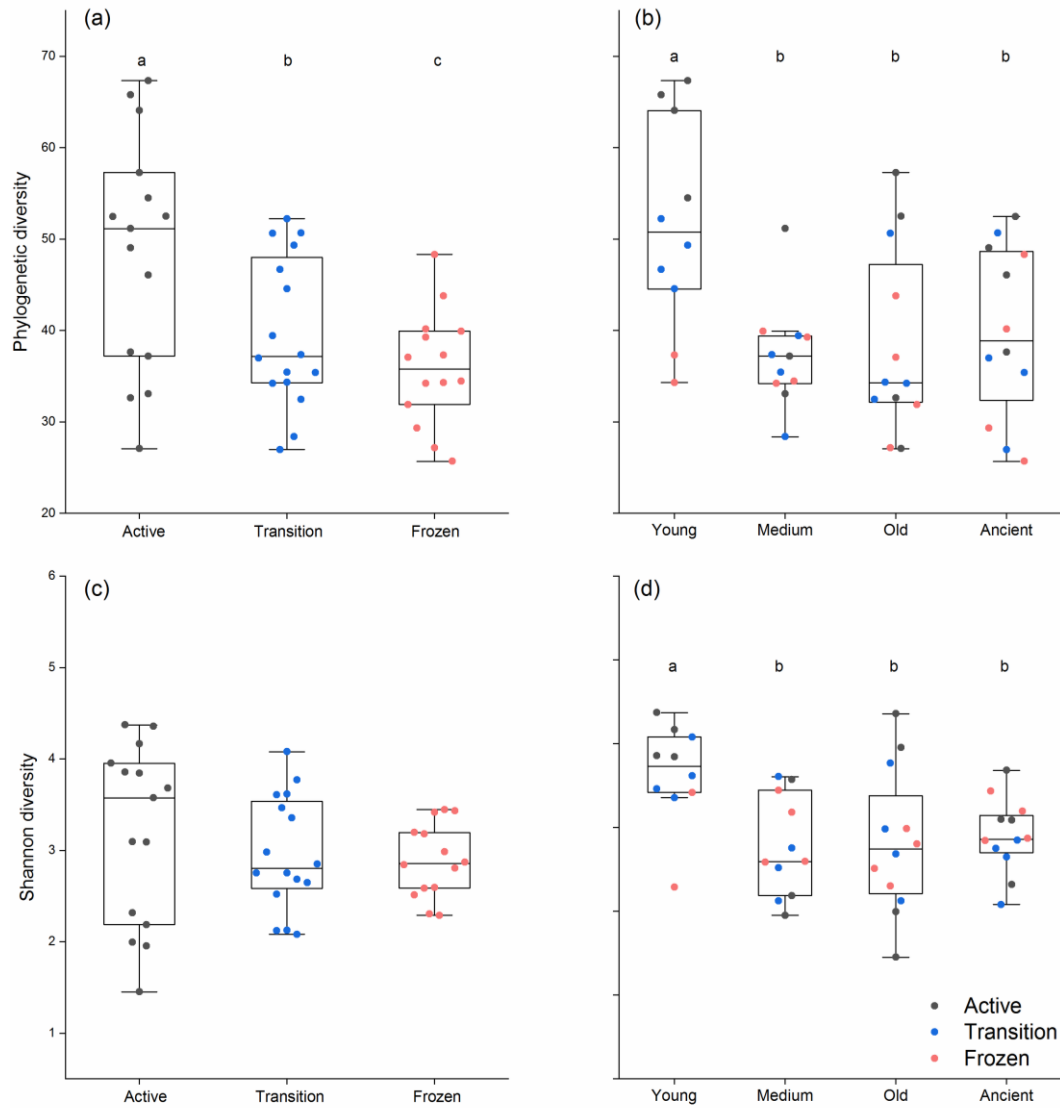 (a)
(b)
a b c
a b b b
70
60
50
40
30
20
Phylogenetic diversity
Active Transition Frozen
Young Medium Old Ancient
(c)
(d)
a b b b
6
5
4
3
2
1
Shannon diversity
Active Transition Frozen
Young Medium Old Ancient
Active
Transition
Frozen